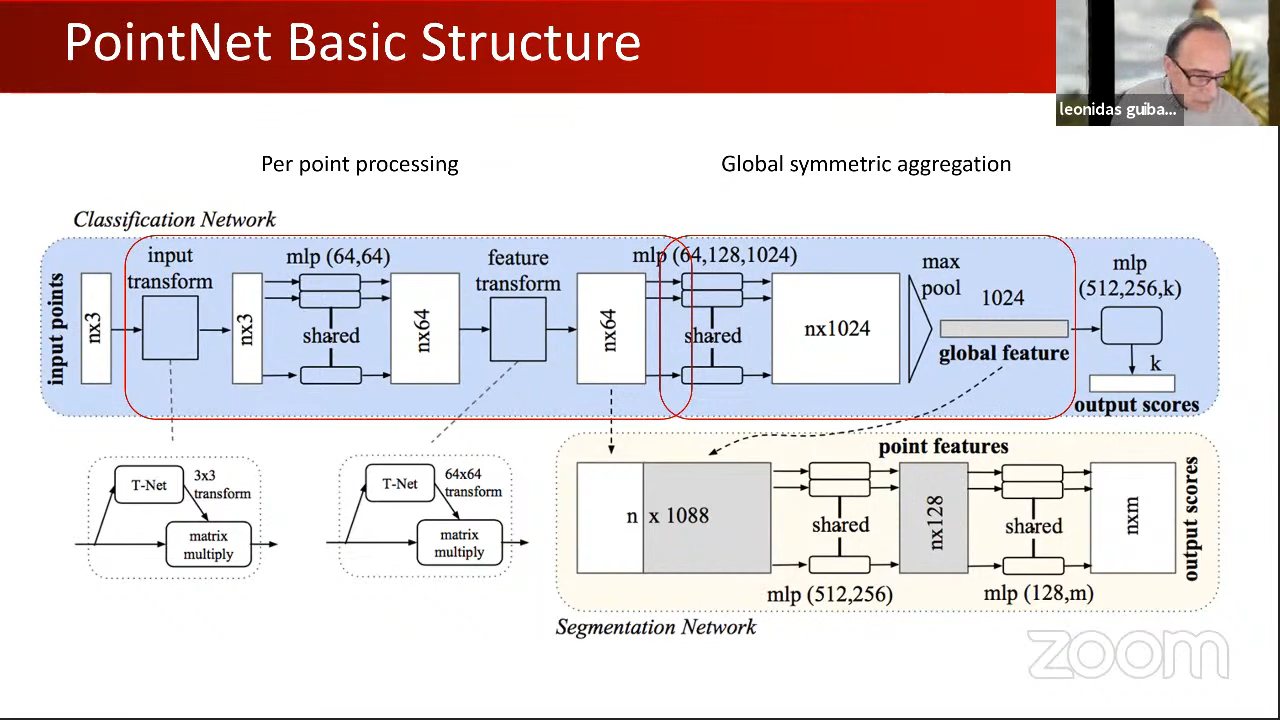 PointNet Basic Structure
leonidas guiba...
Per point processing
Global symmetric aggregation
Classification Network
input points
nx3
input
transform
nx3
mlp (64,64)
shared
nx64
feature
transform
nx64
mlp (64,128,1024)
shared
nx1024
max
pool
1024
global feature
mlp
(512,256,k)
k
output scores
T-Net
3x3
transform
matrix
multiply
T-Net
64x64
transform
matrix
multiply
point features
n x 1088
shared
mlp (512,256)
nx128
shared
mlp (128,m)
nxm
output scores
Segmentation Network
zoom